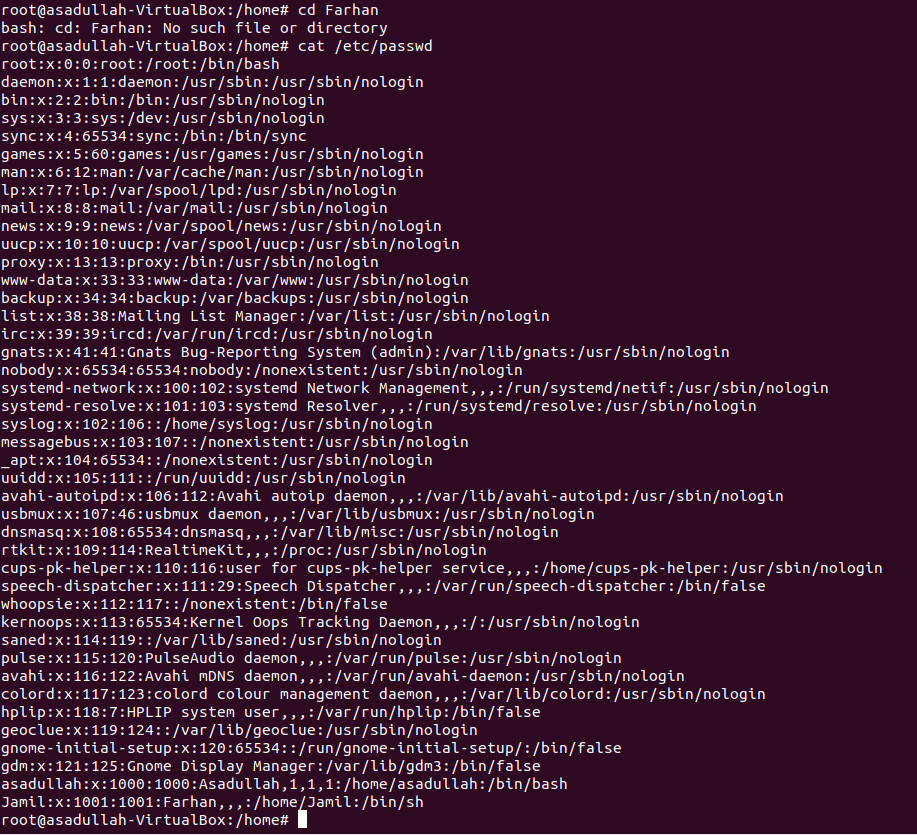 root@asadullah-VirtualBox:/home# cd Farhan
bash: cd: Farhan: No such file or directory
root@asadullah-VirtualBox:/home# cat /etc/passwd
root:x:0:0:root:/root:/bin/bash
daemon:x:1:1:daemon:/usr/sbin:/usr/sbin/nologin
bin:x:2:2:bin:/bin:/usr/sbin/nologin
sys:x:3:3:sys:/dev:/usr/sbin/nologin
sync:x:4:65534:sync:/bin:/bin/sync
games:x:5:60:games:/usr/games:/usr/sbin/nologin
man:x:6:12:man:/var/cache/man:/usr/sbin/nologin
lp:x:7:7:lp:/var/spool/lpd:/usr/sbin/nologin
mail:x:8:8:mail:/var/mail:/usr/sbin/nologin
news:x:9:9:news:/var/spool/news:/usr/sbin/nologin
uucp:x:10:10:uucp:/var/spool/uucp:/usr/sbin/nologin
proxy:x:13:13:proxy:/bin:/usr/sbin/nologin
www-data:x:33:33:www-data:/var/www:/usr/sbin/nologin
backup:x:34:34:backup:/var/backups:/usr/sbin/nologin
list:x:38:38:Mailing List Manager:/var/list:/usr/sbin/nologin
irc:x:39:39:ircd:/var/run/ircd:/usr/sbin/nologin
gnats:x:41:41:Gnats Bug-Reporting System (admin):/var/lib/gnats:/usr/sbin/nologin
nobody:x:65534:65534:nobody:/nonexistent:/usr/sbin/nologin
systemd-network:x:100:102:systemd Network Management,,,:/run/systemd/netif:/usr/sbin/nologin
systemd-resolve:x:101:103:systemd Resolver,,,:/run/systemd/resolve:/usr/sbin/nologin
syslog:x:102:106::/home/syslog:/usr/sbin/nologin
messagebus:x:103:107::/nonexistent:/usr/sbin/nologin
_apt:x:104:65534::/nonexistent:/usr/sbin/nologin
uuidd:x:105:111::/run/uuidd:/usr/sbin/nologin
avahi-autoipd:x:106:112:Avahi autoip daemon,,,:/var/lib/avahi-autoipd:/usr/sbin/nologin
usbmux:x:107:46:usbmux daemon,,,:/var/lib/usbmux:/usr/sbin/nologin
dnsmasq:x:108:65534:dnsmasq,,,:/var/lib/misc:/usr/sbin/nologin
rtkit:x:109:114:RealtimeKit,,,:/proc:/usr/sbin/nologin
cups-pk-helper:x:110:116:user for cups-pk-helper service,,,:/home/cups-pk-helper:/usr/sbin/nologin
speech-dispatcher:x:111:29:Speech Dispatcher,,,:/var/run/speech-dispatcher:/bin/false
whoopsie:x:112:117::/nonexistent:/bin/false
kernoops:x:113:65534:Kernel Oops Tracking Daemon,,,:/:/usr/sbin/nologin
saned:x:114:119::/var/lib/saned:/usr/sbin/nologin
pulse:x:115:120:PulseAudio daemon,,,:/var/run/pulse:/usr/sbin/nologin
avahi:x:116:122:Avahi mDNS daemon,,,:/var/run/avahi-daemon:/usr/sbin/nologin
colord:x:117:123:colord colour management daemon,,,:/var/lib/colord:/usr/sbin/nologin
hplip:x:118:7:HPLIP system user,,,:/var/run/hplip:/bin/false
geoclue:x:119:124::/var/lib/geoclue:/usr/sbin/nologin
gnome-initial-setup:x:120:65534::/run/gnome-initial-setup/:/bin/false
gdm:x:121:125:Gnome Display Manager:/var/lib/gdm3:/bin/false
asadullah:x:1000:1000:Asadullah,1,1,1:/home/asadullah:/bin/bash
Jamil:x:1001:1001:Farhan,,,:/home/Jamil:/bin/sh
root@asadullah-VirtualBox:/home#